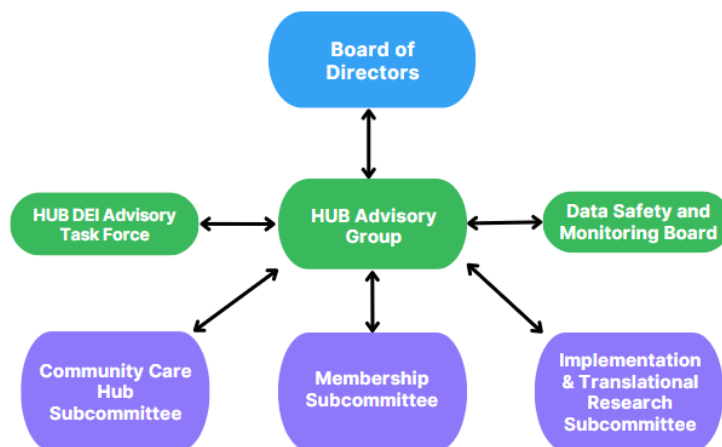 Board of
Directors
HUB DEI Advisory
Task Force
HUB Advisory
Group
Data Safety and
Monitoring Board
Community Care
Hub
Subcommittee
Membership
Subcommittee
Implementation
& Translational
Research
Subcommittee